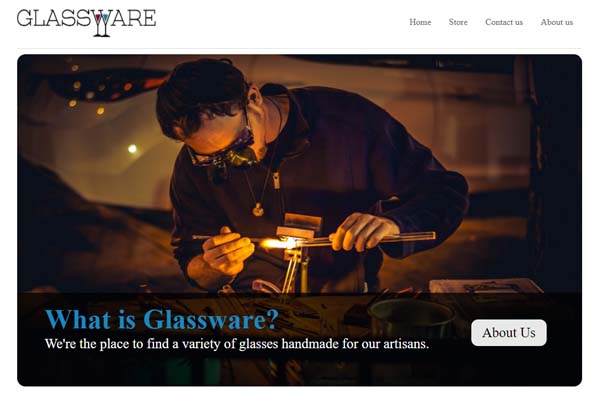 GLASSWARE
Home Store Contact us About us
What is Glassware?
We're the place to find a variety of glasses handmade for our artisans.
About Us